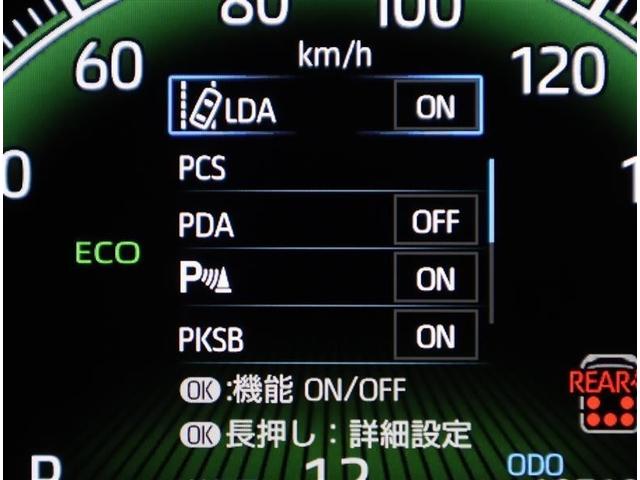 80 100
km/h
60 120
LDA ON
PCS
PDA OFF
ECO
P ON
PKSB ON
OK :機能 ON/OFF
REAR
OK 長押し：詳細設定
ODO